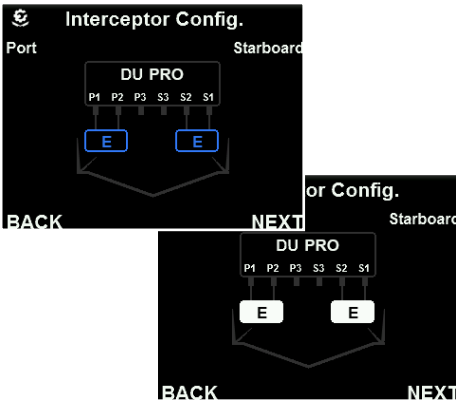 Interceptor Config.
Port Starboard
DU PRO
P1 P2 P3 S3 S2 S1
E E
BACK NEXT
or Config.
Starboard
DU PRO
P1 P2 P3 S3 S2 S1
E E
BACK NEXT